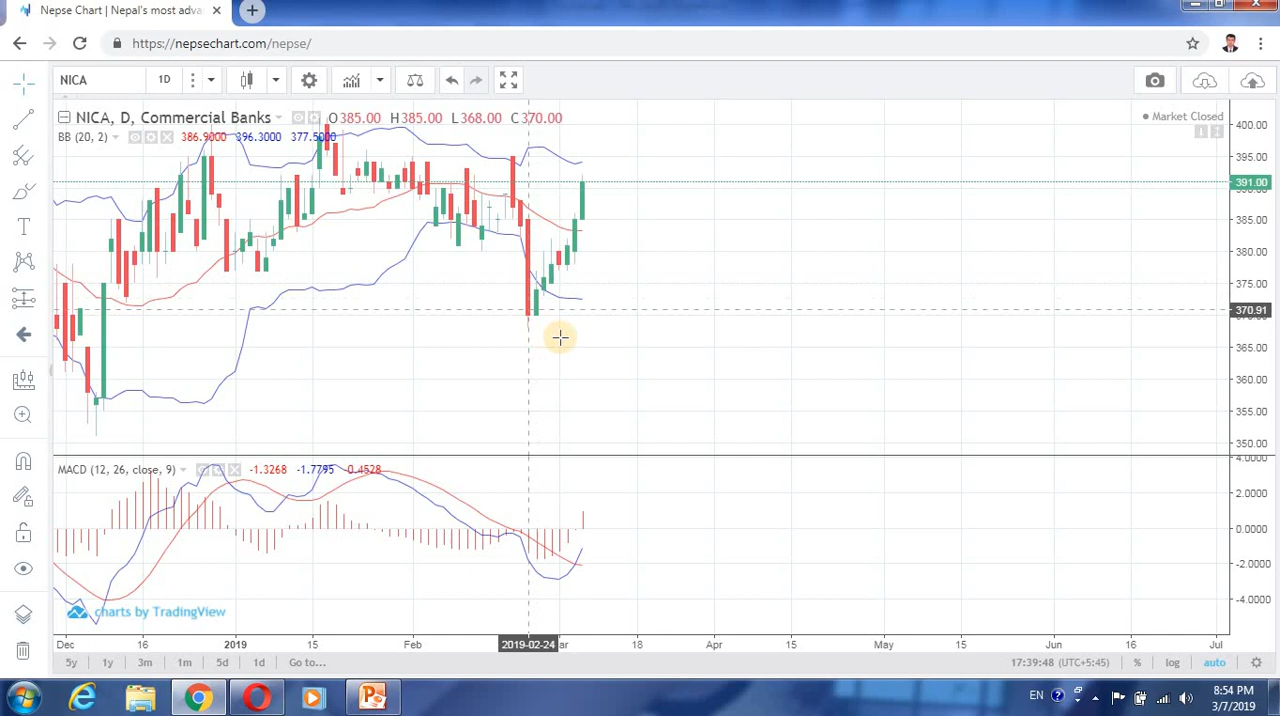 Nepse Chart | Nepal's most adva
https://nepsechart.com/nepse/
NICA 1D
NICA, D, Commercial Banks O385.00 H385.00 L368.00 C370.00
Market Closed
BB (20, 2) 386.9000 396.3000 377.5000
400.00
395.00
391.00
385.00
380.00
375.00
370.91
365.00
360.00
355.00
350.00
MACD (12, 26, close, 9) -1.3268 -1.7795 0.4528
4.0000
2.0000
0.0000
-2.0000
-4.0000
charts by TradingView
Dec 16 2019 15 Feb 2019-02-24 18 Apr 15 May 15 Jun 16 Jul
5y 1y 3m 1m 5d 1d Go to... 17:39:48 (UTC+5:45) % log auto
EN 8:54 PM
3/7/2019